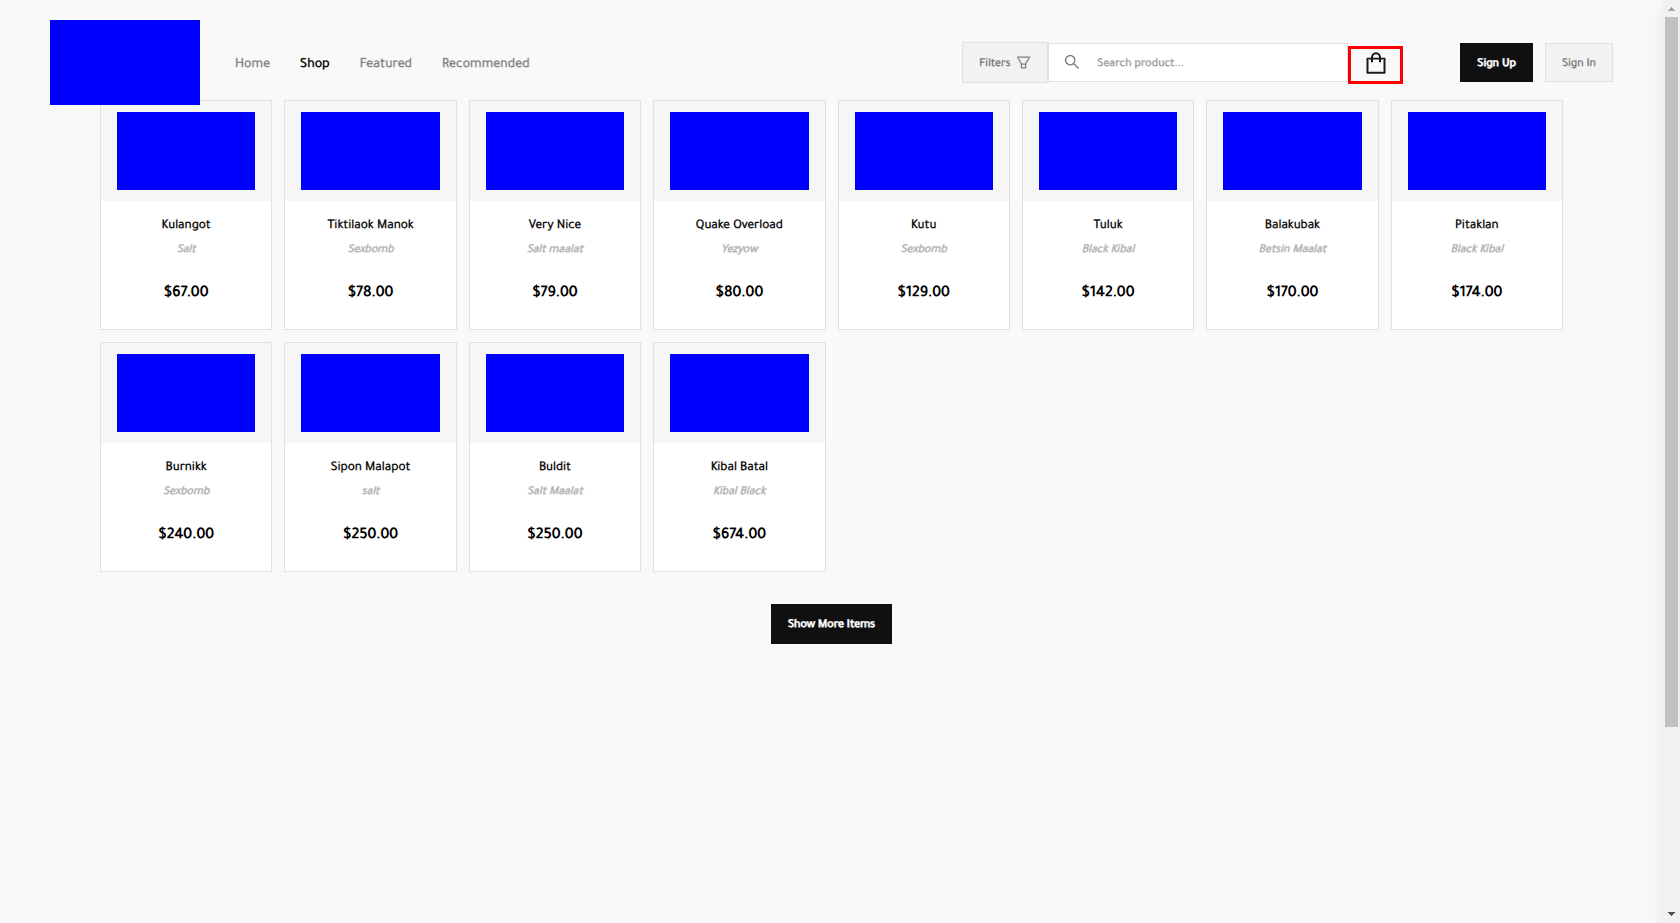 Home Shop Featured Recommended Filters Search product... Sign Up Sign In
Kulangot Tiktilaok Manok Very Nice Quake Overload Kutu Tuluk Balakubak Pitaklan
Salt Sexbomb Salt maalat Yezyow Sexbomb Black Kibal Betsin Maalat Black Kibal
$67.00 $78.00 $79.00 $80.00 $129.00 $142.00 $170.00 $174.00
Burnikk Sipon Malapot Buldit Kibal Batal
Sexbomb salt Salt Maalat Kibal Black
$240.00 $250.00 $250.00 $674.00
Show More Items